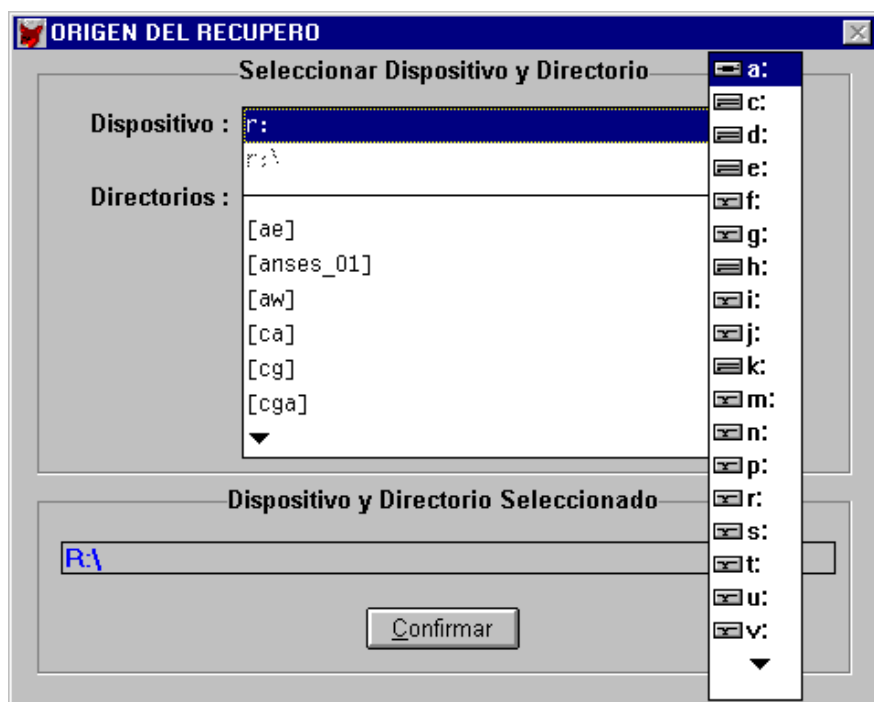 ORIGEN DEL RECUPERO
Seleccionar Dispositivo y Directorio
Dispositivo : r:
r:\
Directorios :
[ae]
[anses_01]
[aw]
[ca]
[cg]
[cga]
a:
c:
d:
e:
f:
g:
h:
i:
j:
k:
m:
n:
p:
r:
s:
t:
u:
v:
Dispositivo y Directorio Seleccionado
R:\
Confirmar